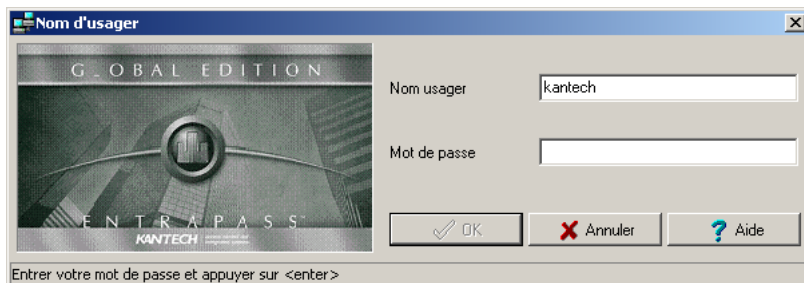 Nom d'usager
G_OBAL EDITION
Nom usager
kantech
Mot de passe
ENTRAPASS
KANTECH
OK
Annuler
Aide
Entrer votre mot de passe et appuyer sur <enter>